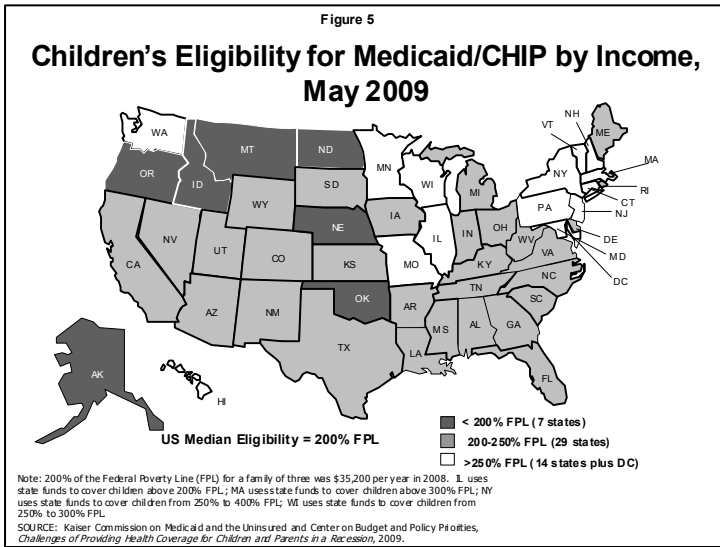 Figure 5
Children's Eligibility for Medicaid/CHIP by Income,
May 2009
WA
OR
ID
MT
ND
SD
WY
NE
NV
UT
CA
CO
KS
AZ
NM
OK
TX
MN
IA
MO
WI
IL
MI
IN
OH
KY
TN
AR
LA
MS
AL
GA
FL
SC
NC
VA
WV
PA
NY
VT
NH
ME
MA
RI
CT
NJ
DE
MD
DC
AK
HI
US Median Eligibility = 200% FPL
< 200% FPL (7 states)
200-250% FPL (29 states)
>250% FPL (14 states plus DC)
Note: 200% of the Federal Poverty Line (FPL) for a family of three was $35,200 per year in 2008. IL uses
state funds to cover children above 200% FPL; MA uses state funds to cover children above 300% FPL; NY
uses state funds to cover children from 250% to 400% FPL; WI uses state funds to cover children from
250% to 300% FPL
SOURCE: Kaiser Commission on Medicaid and the Uninsured and Center on Budget and Policy Priorities,
Challenges of Providing Health Coverage for Children and Parents in a Recession, 2009.